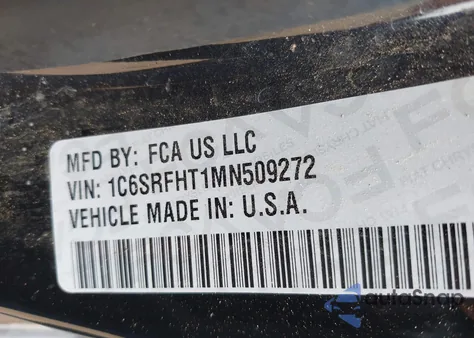 MFD BY: FCA US LLC
VIN: 1C6SRFHT1MN509272
VEHICLE MADE IN: U.S.A.
autoSnap